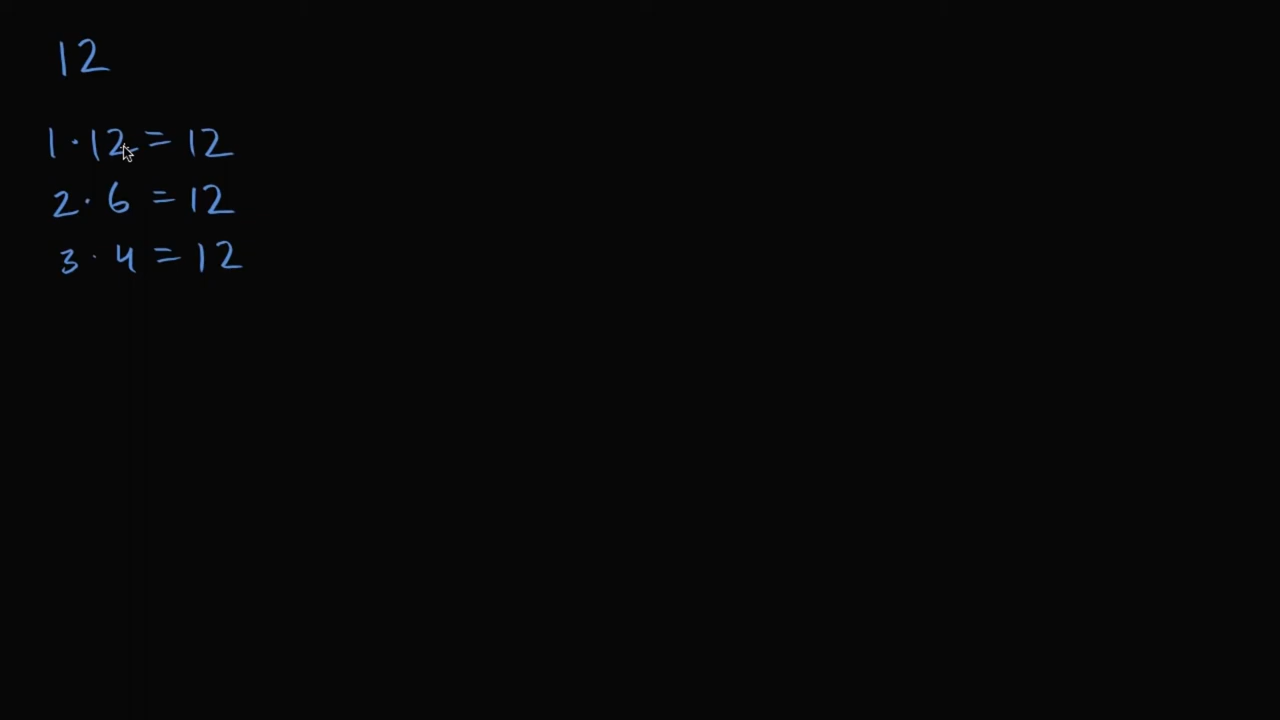 12
1 · 12 = 12
2 · 6 = 12
3 · 4 = 12